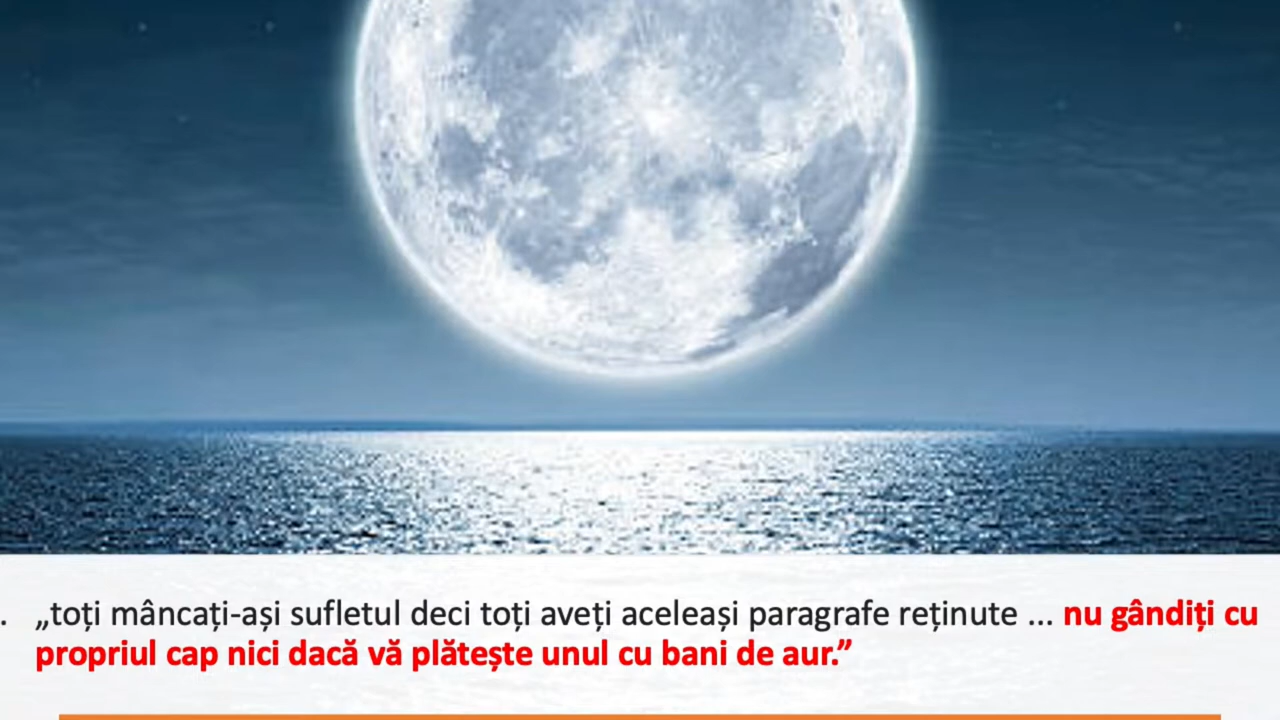 . „toți mâncați-ași sufletul deci toți aveți aceleași paragrafe reținute ... nu gândiți cu
propriul cap nici dacă vă plătește unul cu bani de aur.”